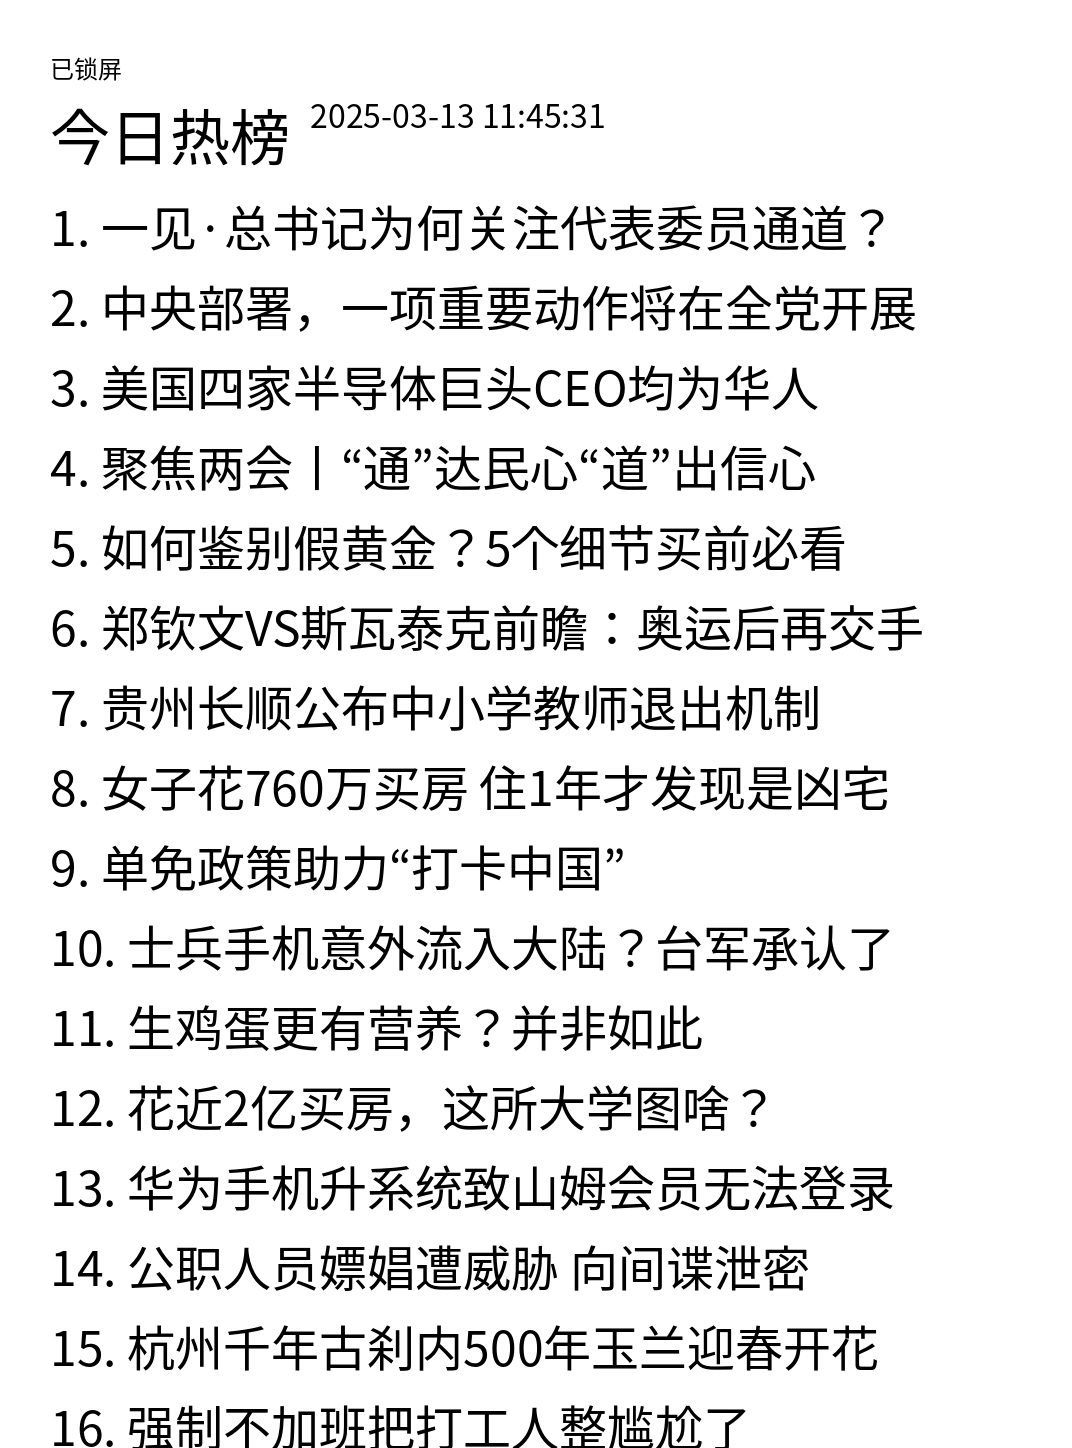 已锁屏
今日热榜 2025-03-13 11:45:31
1. 一见·总书记为何关注代表委员通道？
2. 中央部署，一项重要动作将在全党开展
3. 美国四家半导体巨头CEO均为华人
4. 聚焦两会丨“通”达民心“道”出信心
5. 如何鉴别假黄金？5个细节买前必看
6. 郑钦文VS斯瓦泰克前瞻：奥运后再交手
7. 贵州长顺公布中小学教师退出机制
8. 女子花760万买房 住1年才发现是凶宅
9. 单免政策助力“打卡中国”
10. 士兵手机意外流入大陆？台军承认了
11. 生鸡蛋更有营养？并非如此
12. 花近2亿买房，这所大学图啥？
13. 华为手机升系统致山姆会员无法登录
14. 公职人员嫖娼遭威胁 向间谍泄密
15. 杭州千年古刹内500年玉兰迎春开花
16. 强制不加班把打工人整尴尬了